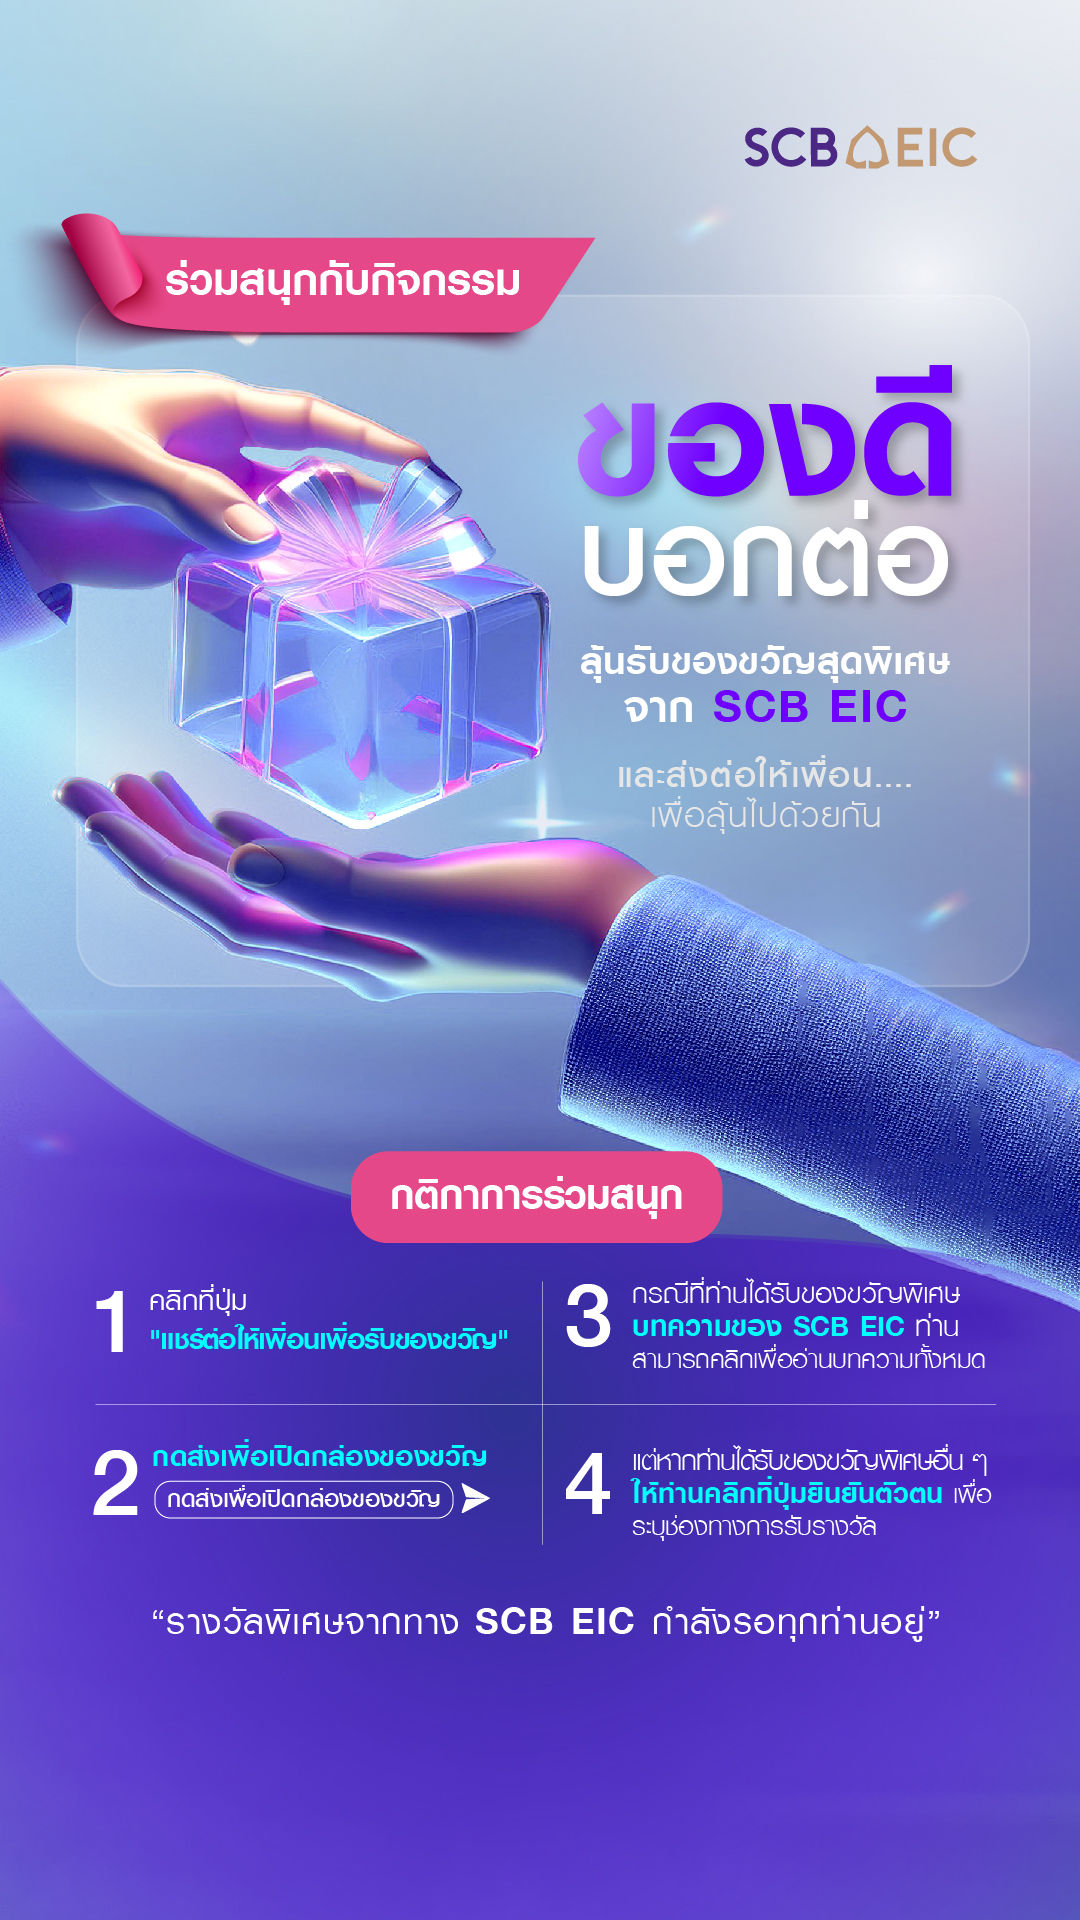 SCB EIC
ร่วมสนุกกับกิจกรรม
ของดี
บอกต่อ
ลุ้นรับของขวัญสุดพิเศษ
จาก SCB EIC
และส่งต่อให้เพื่อน....
เพื่อลุ้นไปด้วยกัน
กติกาการร่วมสนุก
1 คลิกที่ปุ่ม
"แชร์ต่อให้เพื่อนเพื่อรับของขวัญ"
2 กดส่งเพื่อเปิดกล่องของขวัญ
กดส่งเพื่อเปิดกล่องของขวัญ
3 กรณีที่ท่านได้รับของขวัญพิเศษ
บทความของ SCB EIC ท่าน
สามารถคลิกเพื่ออ่านบทความทั้งหมด
4 แต่หากท่านได้รับของขวัญพิเศษอื่น ๆ
ให้ท่านคลิกที่ปุ่มยืนยันตัวตน เพื่อ
ระบุช่องทางการรับรางวัล
“รางวัลพิเศษจากทาง SCB EIC กำลังรอทุกท่านอยู่”